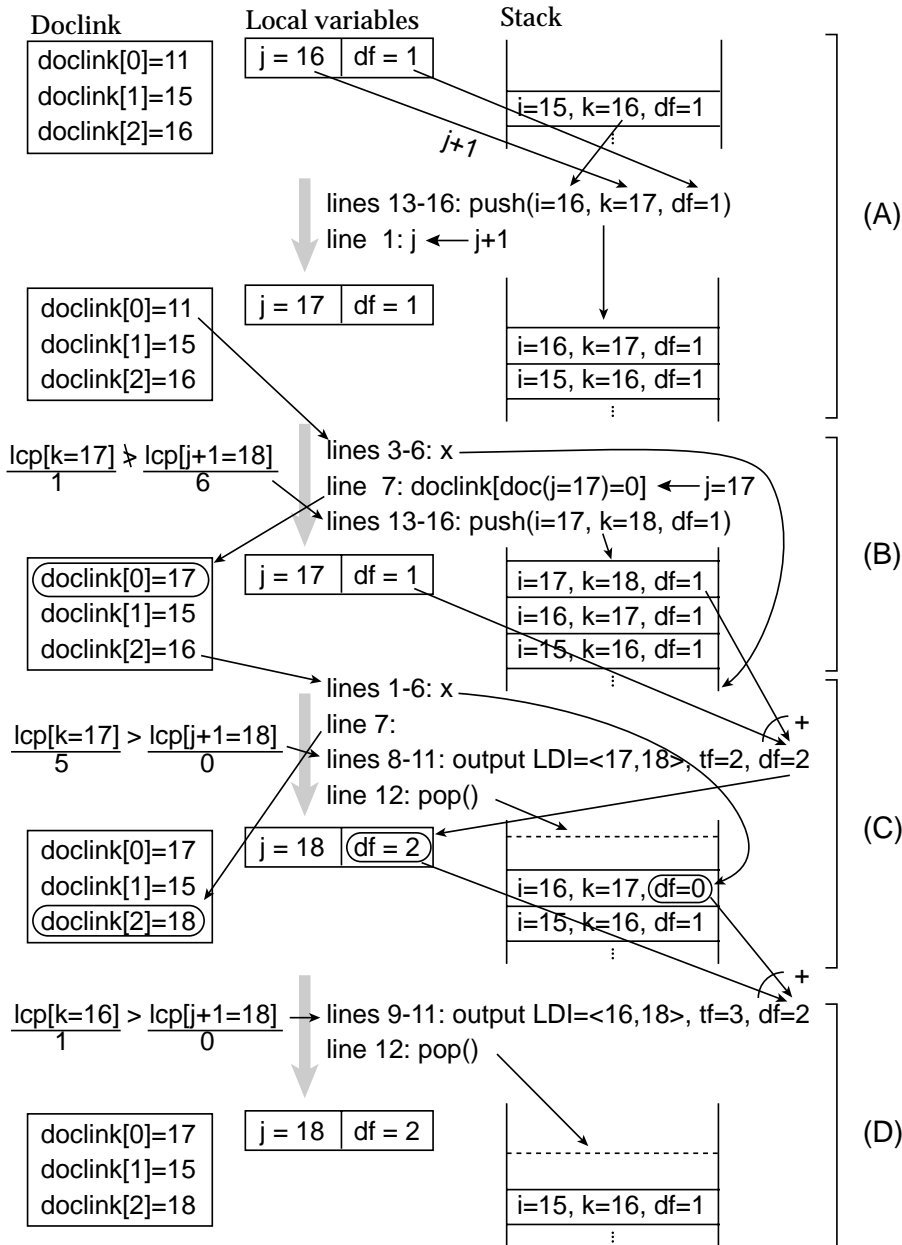 Doclink
Local variables
Stack
doclink[0]=11
doclink[1]=15
doclink[2]=16
j = 16 df = 1
i=15, k=16, df=1
j+1
lines 13-16: push(i=16, k=17, df=1)
line 1: j ← j+1
(A)
doclink[0]=11
doclink[1]=15
doclink[2]=16
j = 17 df = 1
i=16, k=17, df=1
i=15, k=16, df=1
lcp[k=17] ≯ lcp[j+1=18]
1 6
lines 3-6: x
line 7: doclink[doc(j=17)=0] ← j=17
lines 13-16: push(i=17, k=18, df=1)
(B)
doclink[0]=17
doclink[1]=15
doclink[2]=16
j = 17 df = 1
i=17, k=18, df=1
i=16, k=17, df=1
i=15, k=16, df=1
lines 1-6: x
line 7:
+
lcp[k=17] > lcp[j+1=18]
5 0
lines 8-11: output LDI=<17,18>, tf=2, df=2
line 12: pop()
(C)
doclink[0]=17
doclink[1]=15
doclink[2]=18
j = 18 df = 2
i=16, k=17, df=0
i=15, k=16, df=1
+
lcp[k=16] > lcp[j+1=18]
1 0
lines 9-11: output LDI=<16,18>, tf=3, df=2
line 12: pop()
(D)
doclink[0]=17
doclink[1]=15
doclink[2]=18
j = 18 df = 2
i=15, k=16, df=1